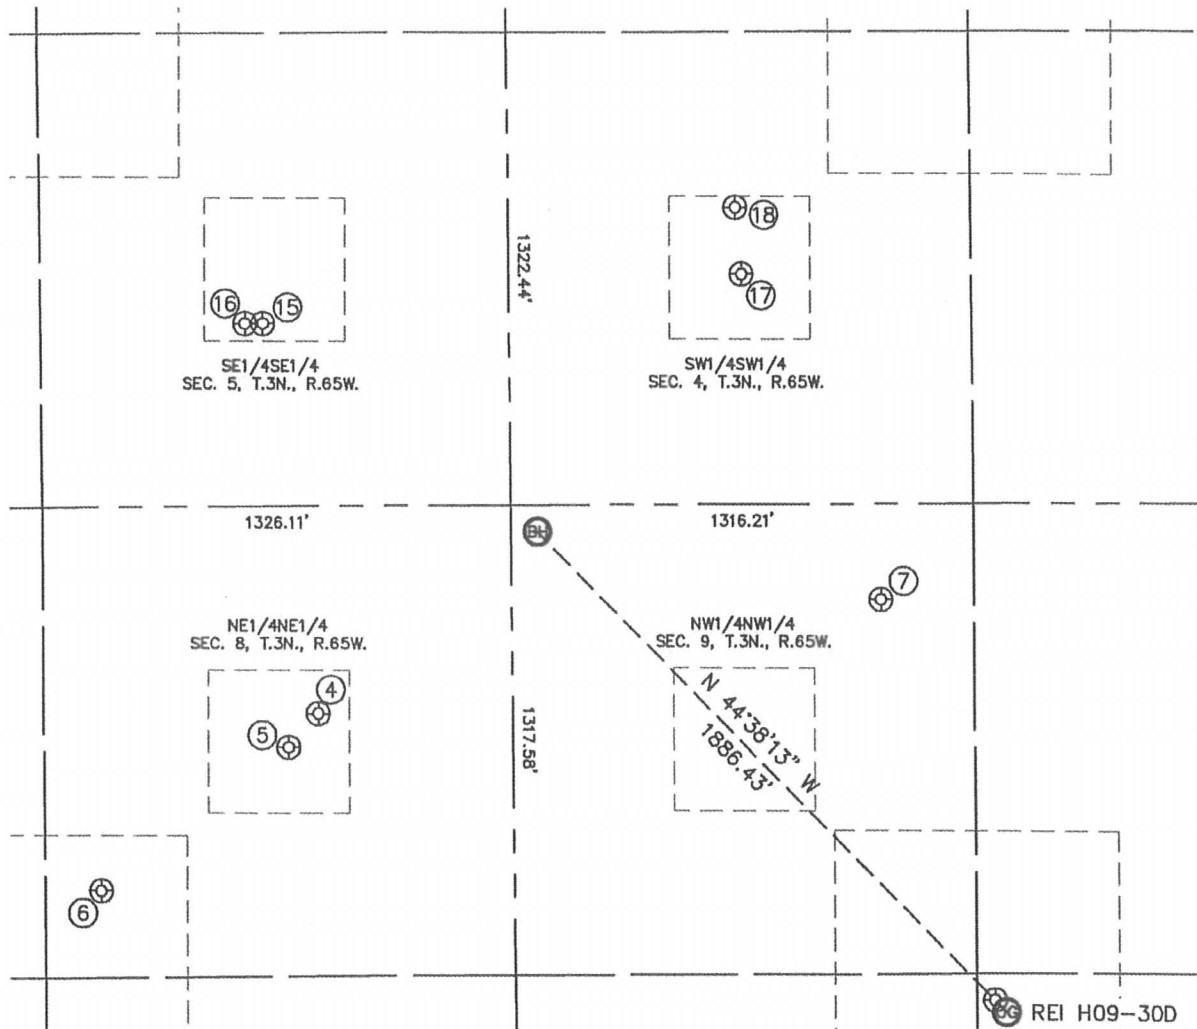 18
1322.44'
16
15
17
SE1/4SE1/4
SEC. 5, T.3N., R.65W.
SW1/4SW1/4
SEC. 4, T.3N., R.65W.
1326.11'
BH
1316.21'
7
NE1/4NE1/4
SEC. 8, T.3N., R.65W.
NW1/4NW1/4
SEC. 9, T.3N., R.65W.
4
5
1317.58'
N 44°38'13" W
1886.43'
6
REI H09-30D